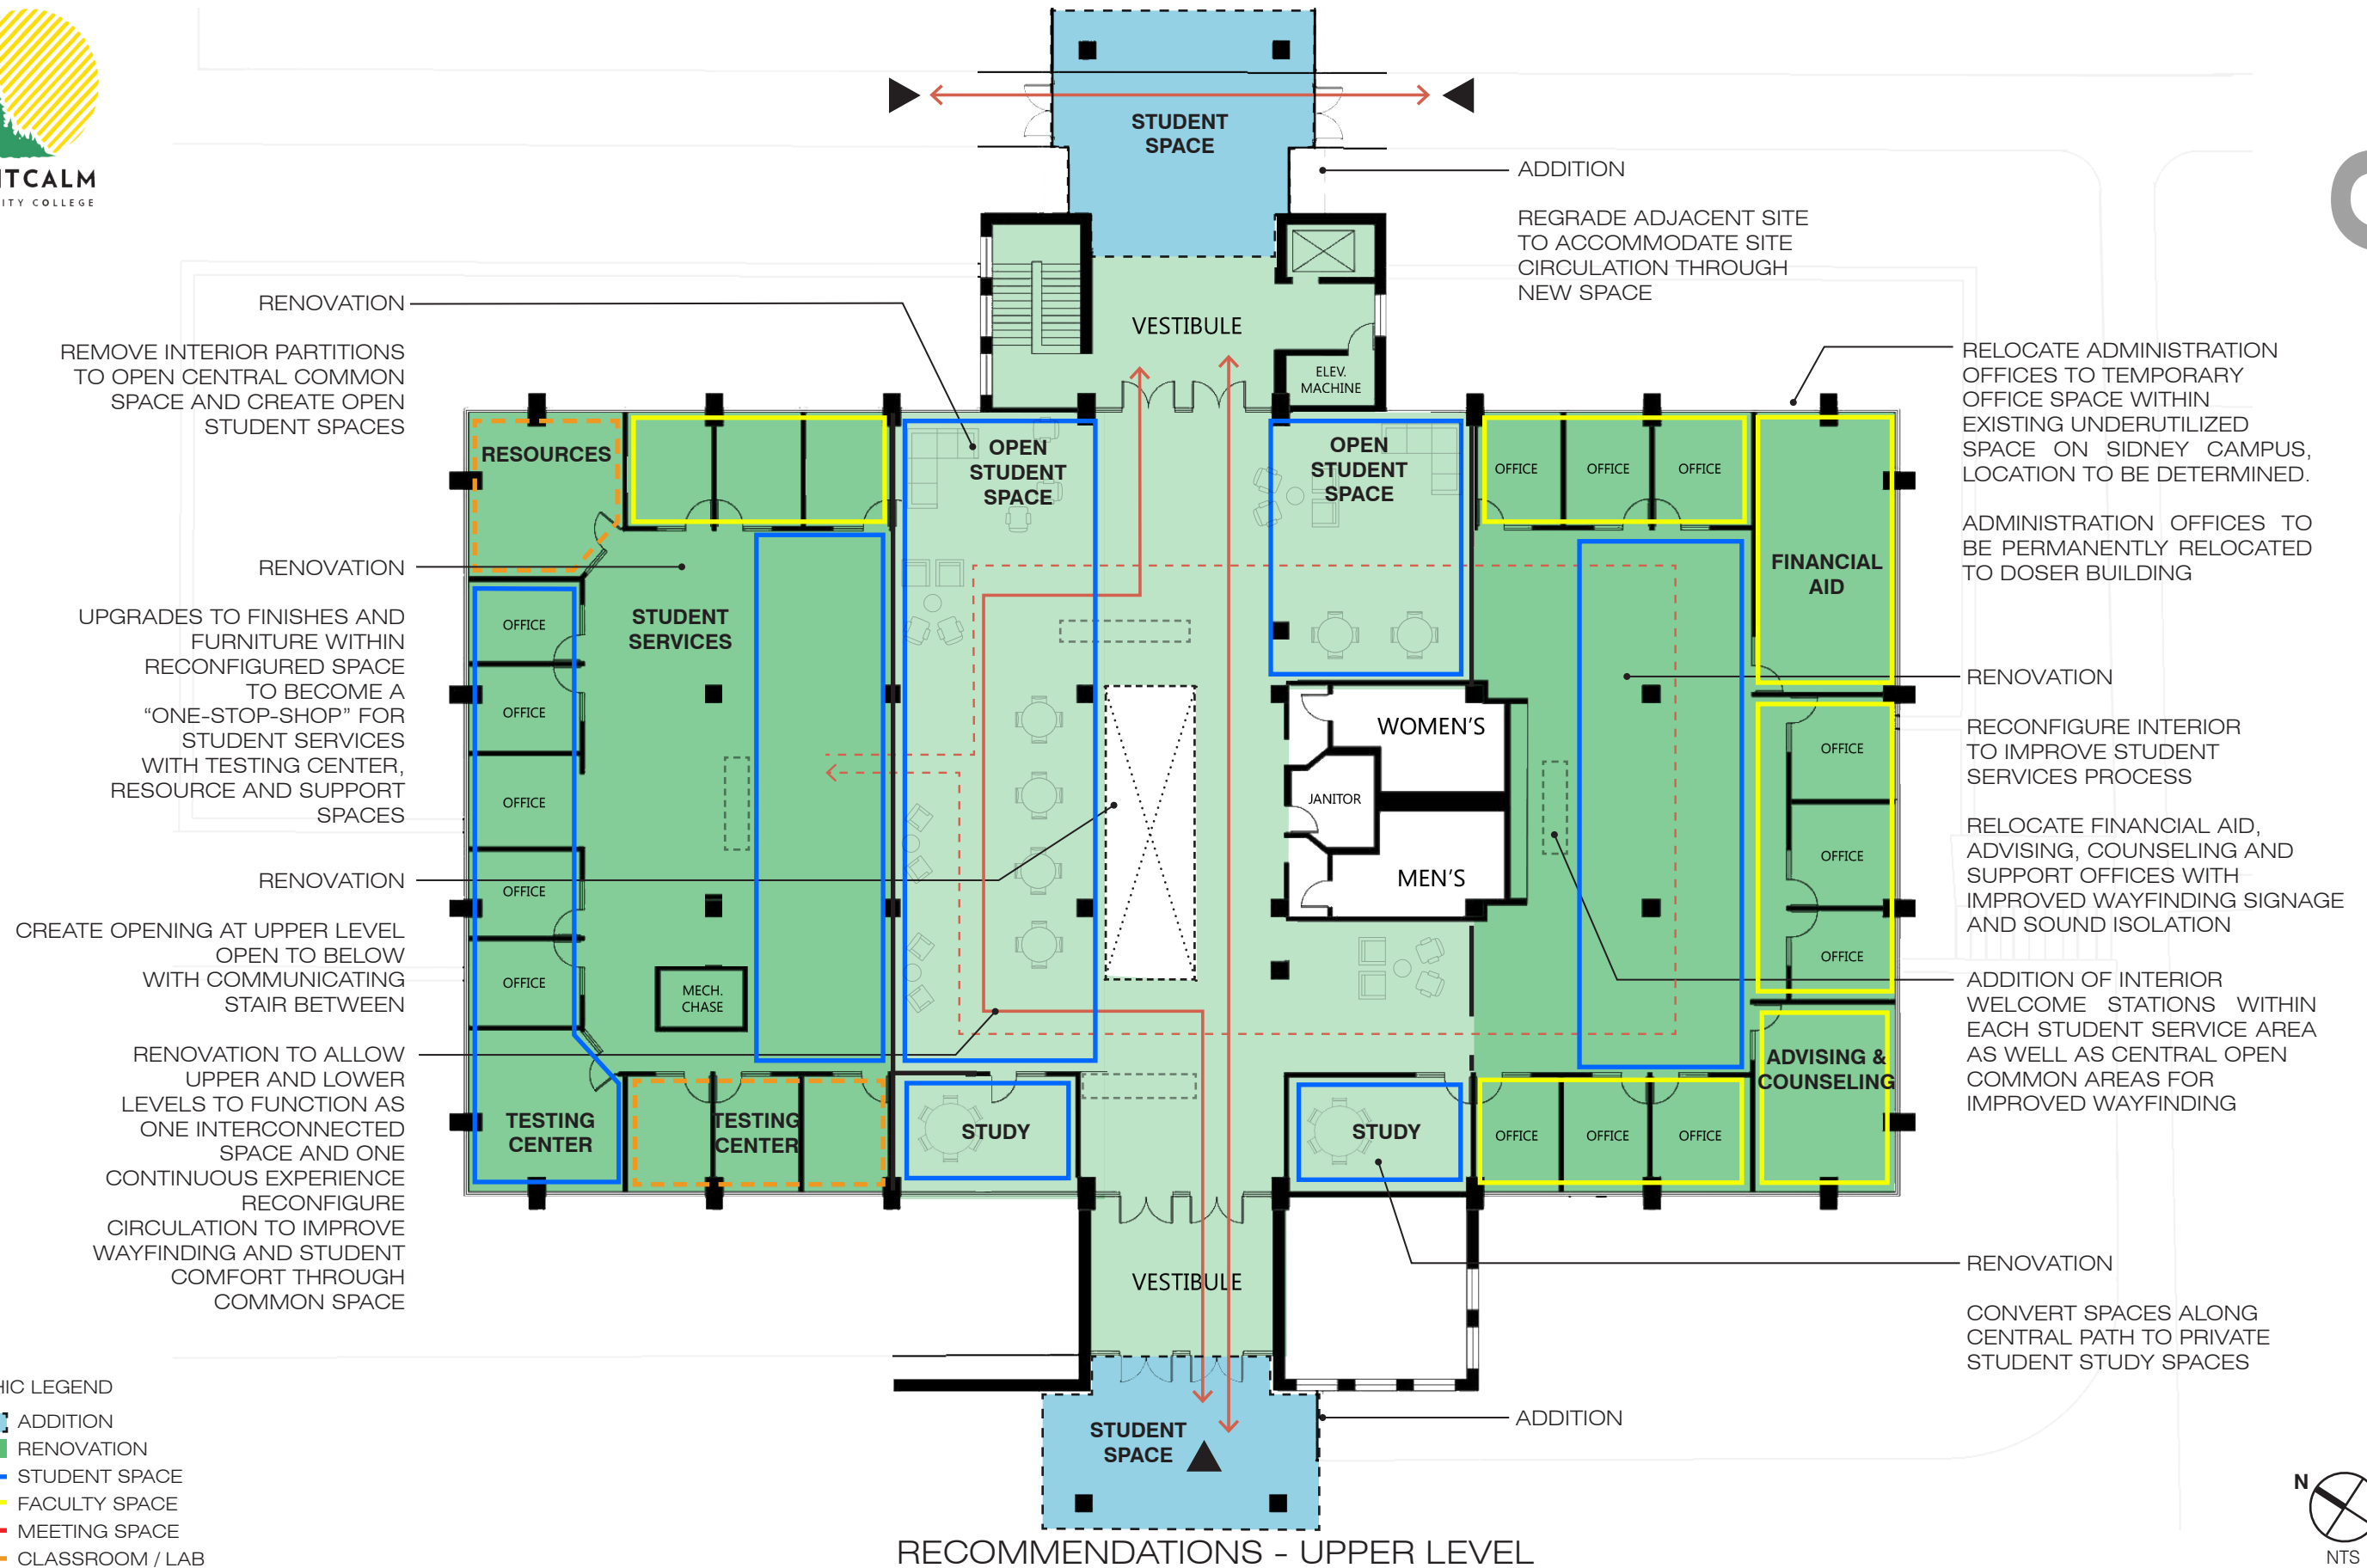 STUDENT
SPACE
ADDITION
REGRADE ADJACENT SITE
TO ACCOMMODATE SITE
CIRCULATION THROUGH
NEW SPACE
RENOVATION
REMOVE INTERIOR PARTITIONS
TO OPEN CENTRAL COMMON
SPACE AND CREATE OPEN
STUDENT SPACES
RENOVATION
UPGRADES TO FINISHES AND
FURNITURE WITHIN
RECONFIGURED SPACE
TO BECOME A
“ONE-STOP-SHOP” FOR
STUDENT SERVICES
WITH TESTING CENTER,
RESOURCE AND SUPPORT
SPACES
RENOVATION
CREATE OPENING AT UPPER LEVEL
OPEN TO BELOW
WITH COMMUNICATING
STAIR BETWEEN
RENOVATION TO ALLOW
UPPER AND LOWER
LEVELS TO FUNCTION AS
ONE INTERCONNECTED
SPACE AND ONE
CONTINUOUS EXPERIENCE
RECONFIGURE
CIRCULATION TO IMPROVE
WAYFINDING AND STUDENT
COMFORT THROUGH
COMMON SPACE
VESTIBULE
ELEV.
MACHINE
RESOURCES
OPEN
STUDENT
SPACE
OPEN
STUDENT
SPACE
OFFICE
OFFICE
OFFICE
FINANCIAL
AID
STUDENT
SERVICES
OFFICE
OFFICE
OFFICE
OFFICE
OFFICE
MECH.
CHASE
WOMEN'S
JANITOR
MEN'S
OFFICE
OFFICE
OFFICE
ADVISING &
COUNSELING
TESTING
CENTER
TESTING
CENTER
STUDY
STUDY
OFFICE
OFFICE
OFFICE
VESTIBULE
STUDENT
SPACE
RELOCATE ADMINISTRATION
OFFICES TO TEMPORARY
OFFICE SPACE WITHIN
EXISTING UNDERUTILIZED
SPACE ON SIDNEY CAMPUS,
LOCATION TO BE DETERMINED.
ADMINISTRATION OFFICES TO
BE PERMANENTLY RELOCATED
TO DOSER BUILDING
RENOVATION
RECONFIGURE INTERIOR
TO IMPROVE STUDENT
SERVICES PROCESS
RELOCATE FINANCIAL AID,
ADVISING, COUNSELING AND
SUPPORT OFFICES WITH
IMPROVED WAYFINDING SIGNAGE
AND SOUND ISOLATION
ADDITION OF INTERIOR
WELCOME STATIONS WITHIN
EACH STUDENT SERVICE AREA
AS WELL AS CENTRAL OPEN
COMMON AREAS FOR
IMPROVED WAYFINDING
RENOVATION
CONVERT SPACES ALONG
CENTRAL PATH TO PRIVATE
STUDENT STUDY SPACES
ADDITION
LEGEND
ADDITION
RENOVATION
STUDENT SPACE
FACULTY SPACE
MEETING SPACE
CLASSROOM / LAB
RECOMMENDATIONS - UPPER LEVEL
N
NTS
COLLEGE